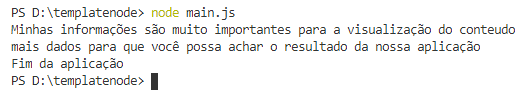 PS D:\templatenode> node main.js
Minhas informações são muito importantes para a visualização do conteudo
mais dados para que você possa achar o resultado da nossa aplicação
Fim da aplicação
PS D:\templatenode>